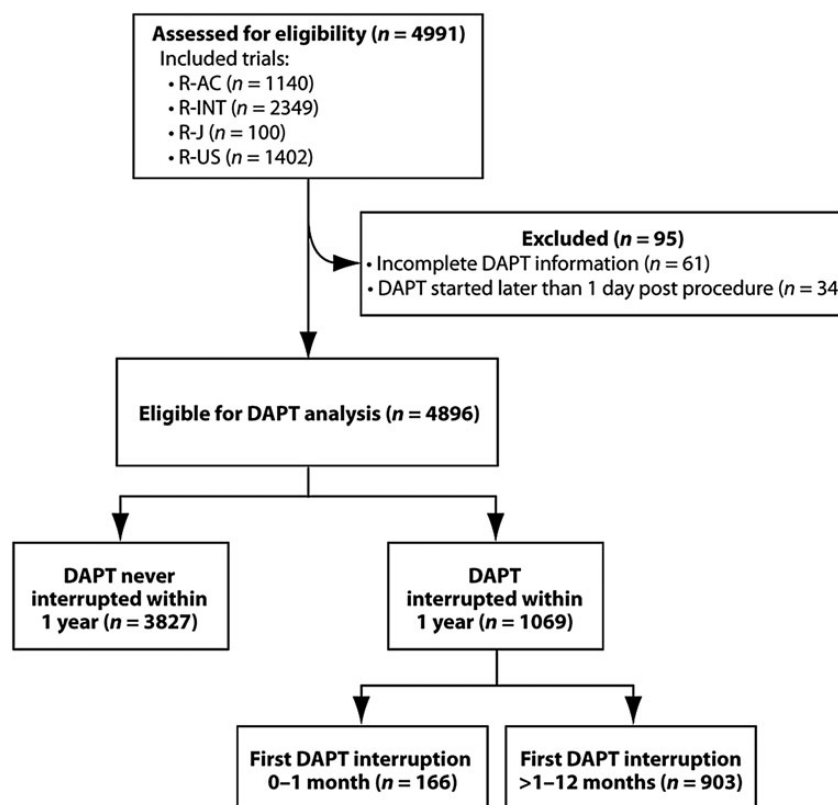 Assessed for eligibility (n = 4991)
Included trials:
• R-AC (n = 1140)
• R-INT (n = 2349)
• R-J (n = 100)
• R-US (n = 1402)
Excluded (n = 95)
• Incomplete DAPT information (n = 61)
• DAPT started later than 1 day post procedure (n = 34
Eligible for DAPT analysis (n = 4896)
DAPT never
interrupted within
1 year (n = 3827)
DAPT
interrupted within
1 year (n = 1069)
First DAPT interruption
0–1 month (n = 166)
First DAPT interruption
>1–12 months (n = 903)